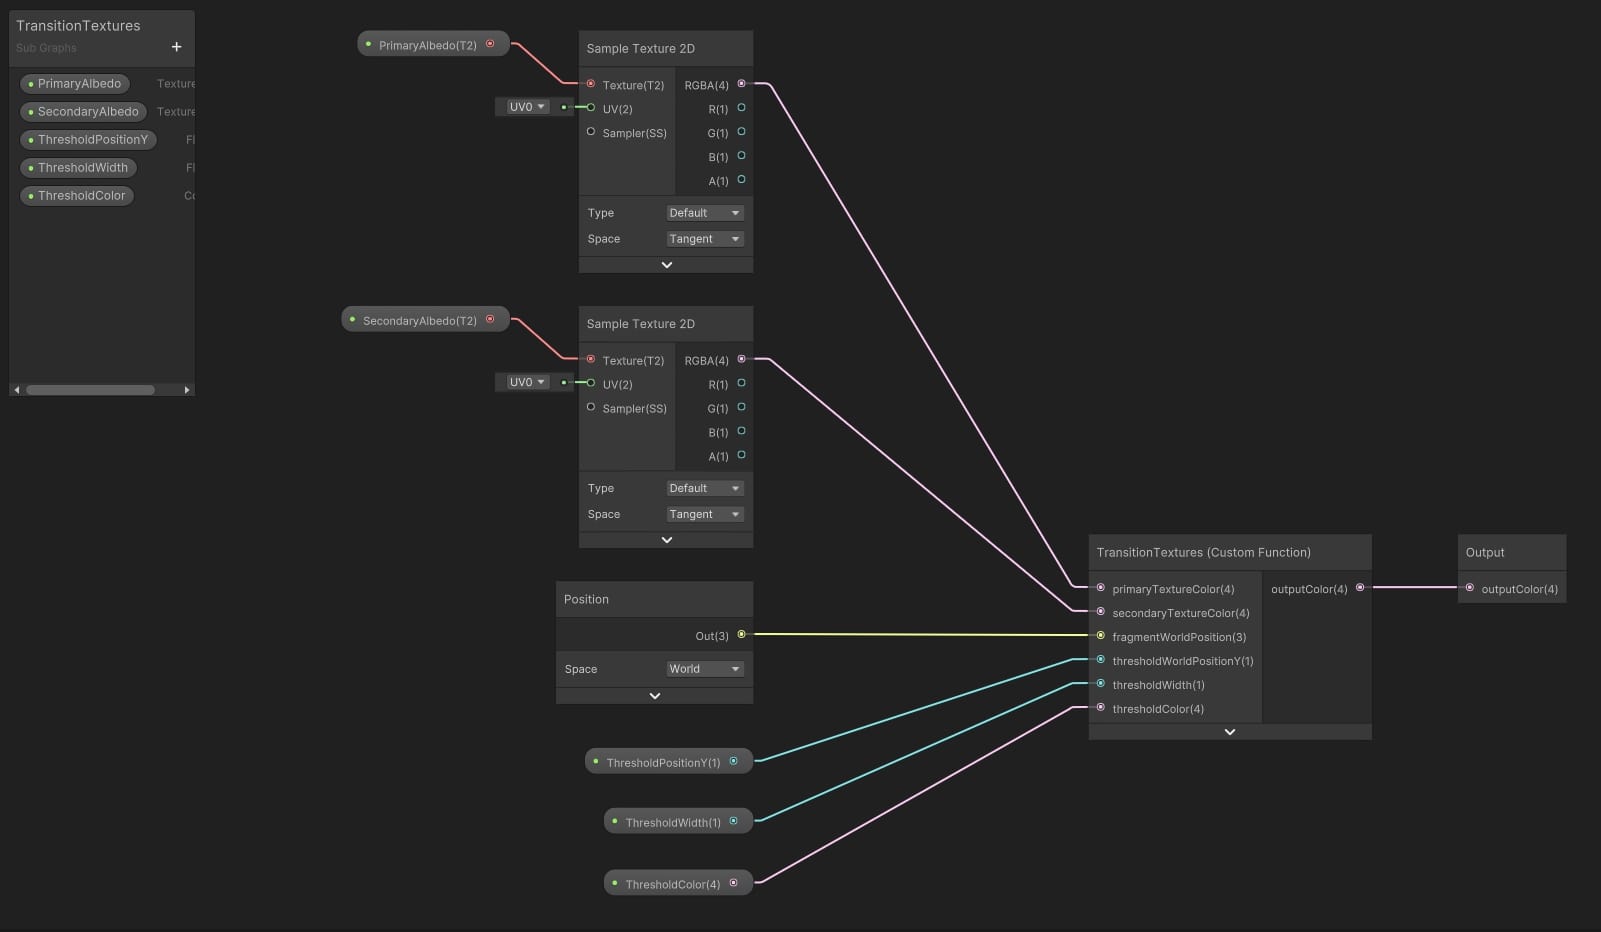 TransitionTextures
Sub Graphs
+
PrimaryAlbedo Texture
SecondaryAlbedo Texture
ThresholdPositionY Fl
ThresholdWidth Fl
ThresholdColor Co
PrimaryAlbedo(T2)
Sample Texture 2D
Texture(T2) RGBA(4)
UV0 UV(2) R(1)
Sampler(SS) G(1)
B(1)
A(1)
Type Default
Space Tangent
SecondaryAlbedo(T2)
Sample Texture 2D
Texture(T2) RGBA(4)
UV0 UV(2) R(1)
Sampler(SS) G(1)
B(1)
A(1)
Type Default
Space Tangent
Position
Out(3)
Space World
ThresholdPositionY(1)
ThresholdWidth(1)
ThresholdColor(4)
TransitionTextures (Custom Function)
primaryTextureColor(4) outputColor(4)
secondaryTextureColor(4)
fragmentWorldPosition(3)
thresholdWorldPositionY(1)
thresholdWidth(1)
thresholdColor(4)
Output
outputColor(4)